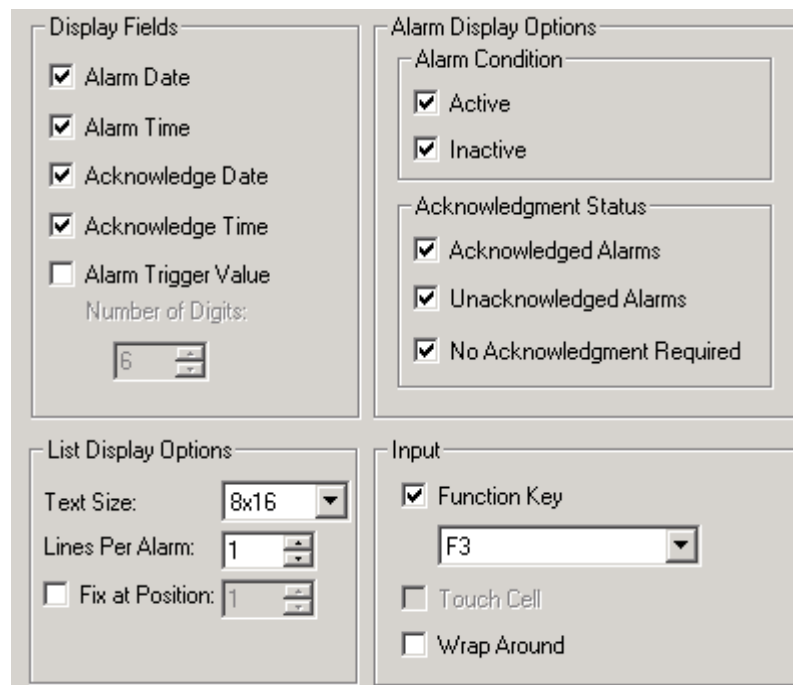 Display Fields
Alarm Date
Alarm Time
Acknowledge Date
Acknowledge Time
Alarm Trigger Value
Number of Digits:
6
Alarm Display Options
Alarm Condition
Active
Inactive
Acknowledgment Status
Acknowledged Alarms
Unacknowledged Alarms
No Acknowledgment Required
List Display Options
Text Size: 8x16
Lines Per Alarm: 1
Fix at Position: 1
Input
Function Key
F3
Touch Cell
Wrap Around